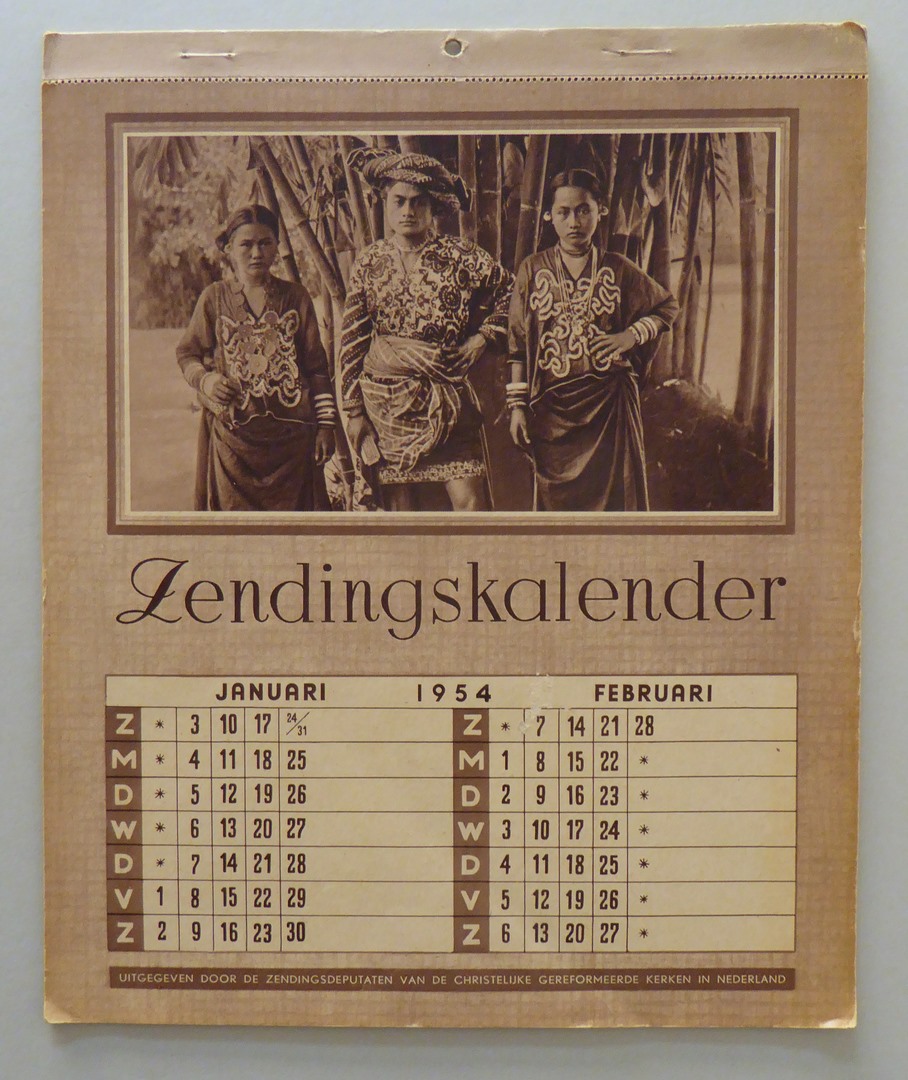 Zendingskalender
JANUARI 1954 FEBRUARI
Z * 3 10 17 24/31 Z * 7 14 21 28
M * 4 11 18 25 M 1 8 15 22 *
D * 5 12 19 26 D 2 9 16 23 *
W * 6 13 20 27 W 3 10 17 24 *
D * 7 14 21 28 D 4 11 18 25 *
V 1 8 15 22 29 V 5 12 19 26 *
Z 2 9 16 23 30 Z 6 13 20 27 *
UITGEGEVEN DOOR DE ZENDINGSDEPUTATEN VAN DE CHRISTELIJKE GEREFORMEERDE KERKEN IN NEDERLAND